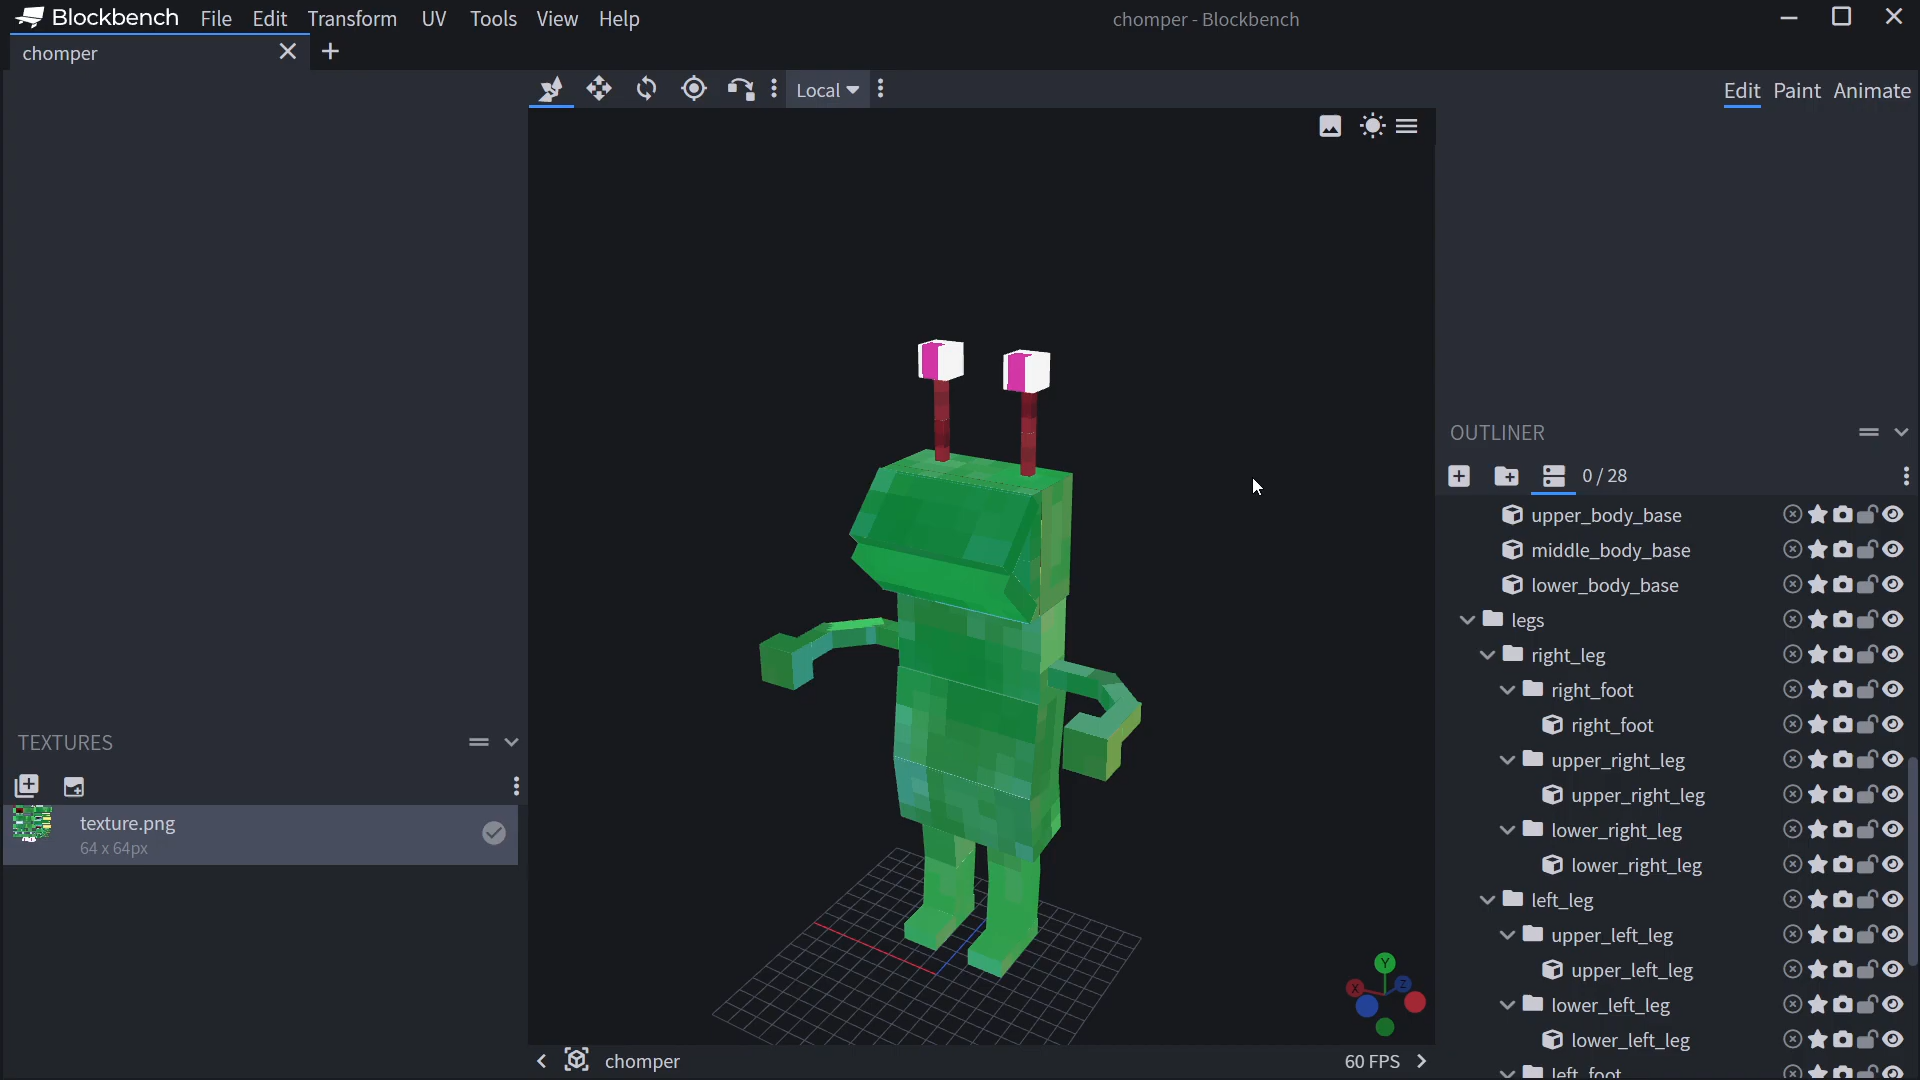 Blockbench File Edit Transform UV Tools View Help
chomper - Blockbench
chomper
Local
Edit Paint Animate
OUTLINER
0 / 28
upper_body_base
middle_body_base
lower_body_base
legs
right_leg
right_foot
right_foot
upper_right_leg
upper_right_leg
lower_right_leg
lower_right_leg
left_leg
upper_left_leg
upper_left_leg
lower_left_leg
lower_left_leg
left_foot
TEXTURES
texture.png
64 x 64px
Y
X
Z
chomper
60 FPS